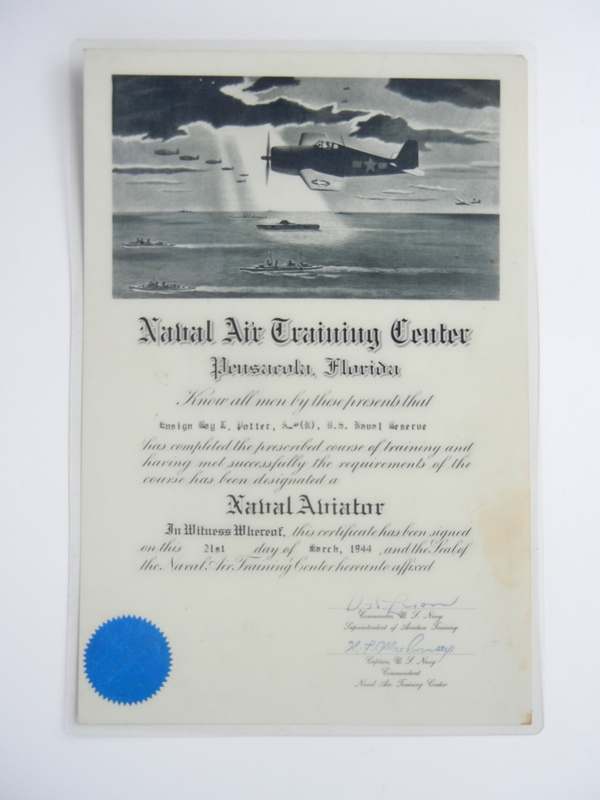 Naval Air Training Center
Pensacola, Florida
Know all men by these presents that
Ensign Roy E. Potter, A-V(N), U.S. Naval Reserve
has completed the prescribed course of training and
having met successfully the requirements of the
course has been designated a
Naval Aviator
In Witness Whereof, this certificate has been signed
on this 21st day of March, 1944, and the Seal of
the Naval Air Training Center hereunto affixed
Commander, U. S. Navy
Superintendent of Aviation Training
Captain, U. S. Navy
Commandant
Naval Air Training Center